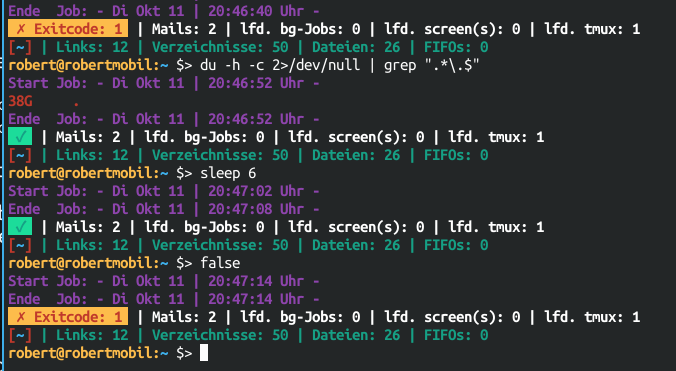 Ende  Job: - Di Okt 11 | 20:46:40 Uhr -
✗ Exitcode: 1 | Mails: 2 | lfd. bg-Jobs: 0 | lfd. screen(s): 0 | lfd. tmux: 1
[~] | Links: 12 | Verzeichnisse: 50 | Dateien: 26 | FIFOs: 0
robert@robertmobil:~ $> du -h -c 2>/dev/null | grep ".*\.$"
Start Job: - Di Okt 11 | 20:46:52 Uhr -
38G     .
Ende  Job: - Di Okt 11 | 20:46:52 Uhr -
✓ | Mails: 2 | lfd. bg-Jobs: 0 | lfd. screen(s): 0 | lfd. tmux: 1
[~] | Links: 12 | Verzeichnisse: 50 | Dateien: 26 | FIFOs: 0
robert@robertmobil:~ $> sleep 6
Start Job: - Di Okt 11 | 20:47:02 Uhr -
Ende  Job: - Di Okt 11 | 20:47:08 Uhr -
✓ | Mails: 2 | lfd. bg-Jobs: 0 | lfd. screen(s): 0 | lfd. tmux: 1
[~] | Links: 12 | Verzeichnisse: 50 | Dateien: 26 | FIFOs: 0
robert@robertmobil:~ $> false
Start Job: - Di Okt 11 | 20:47:14 Uhr -
Ende  Job: - Di Okt 11 | 20:47:14 Uhr -
✗ Exitcode: 1 | Mails: 2 | lfd. bg-Jobs: 0 | lfd. screen(s): 0 | lfd. tmux: 1
[~] | Links: 12 | Verzeichnisse: 50 | Dateien: 26 | FIFOs: 0
robert@robertmobil:~ $>